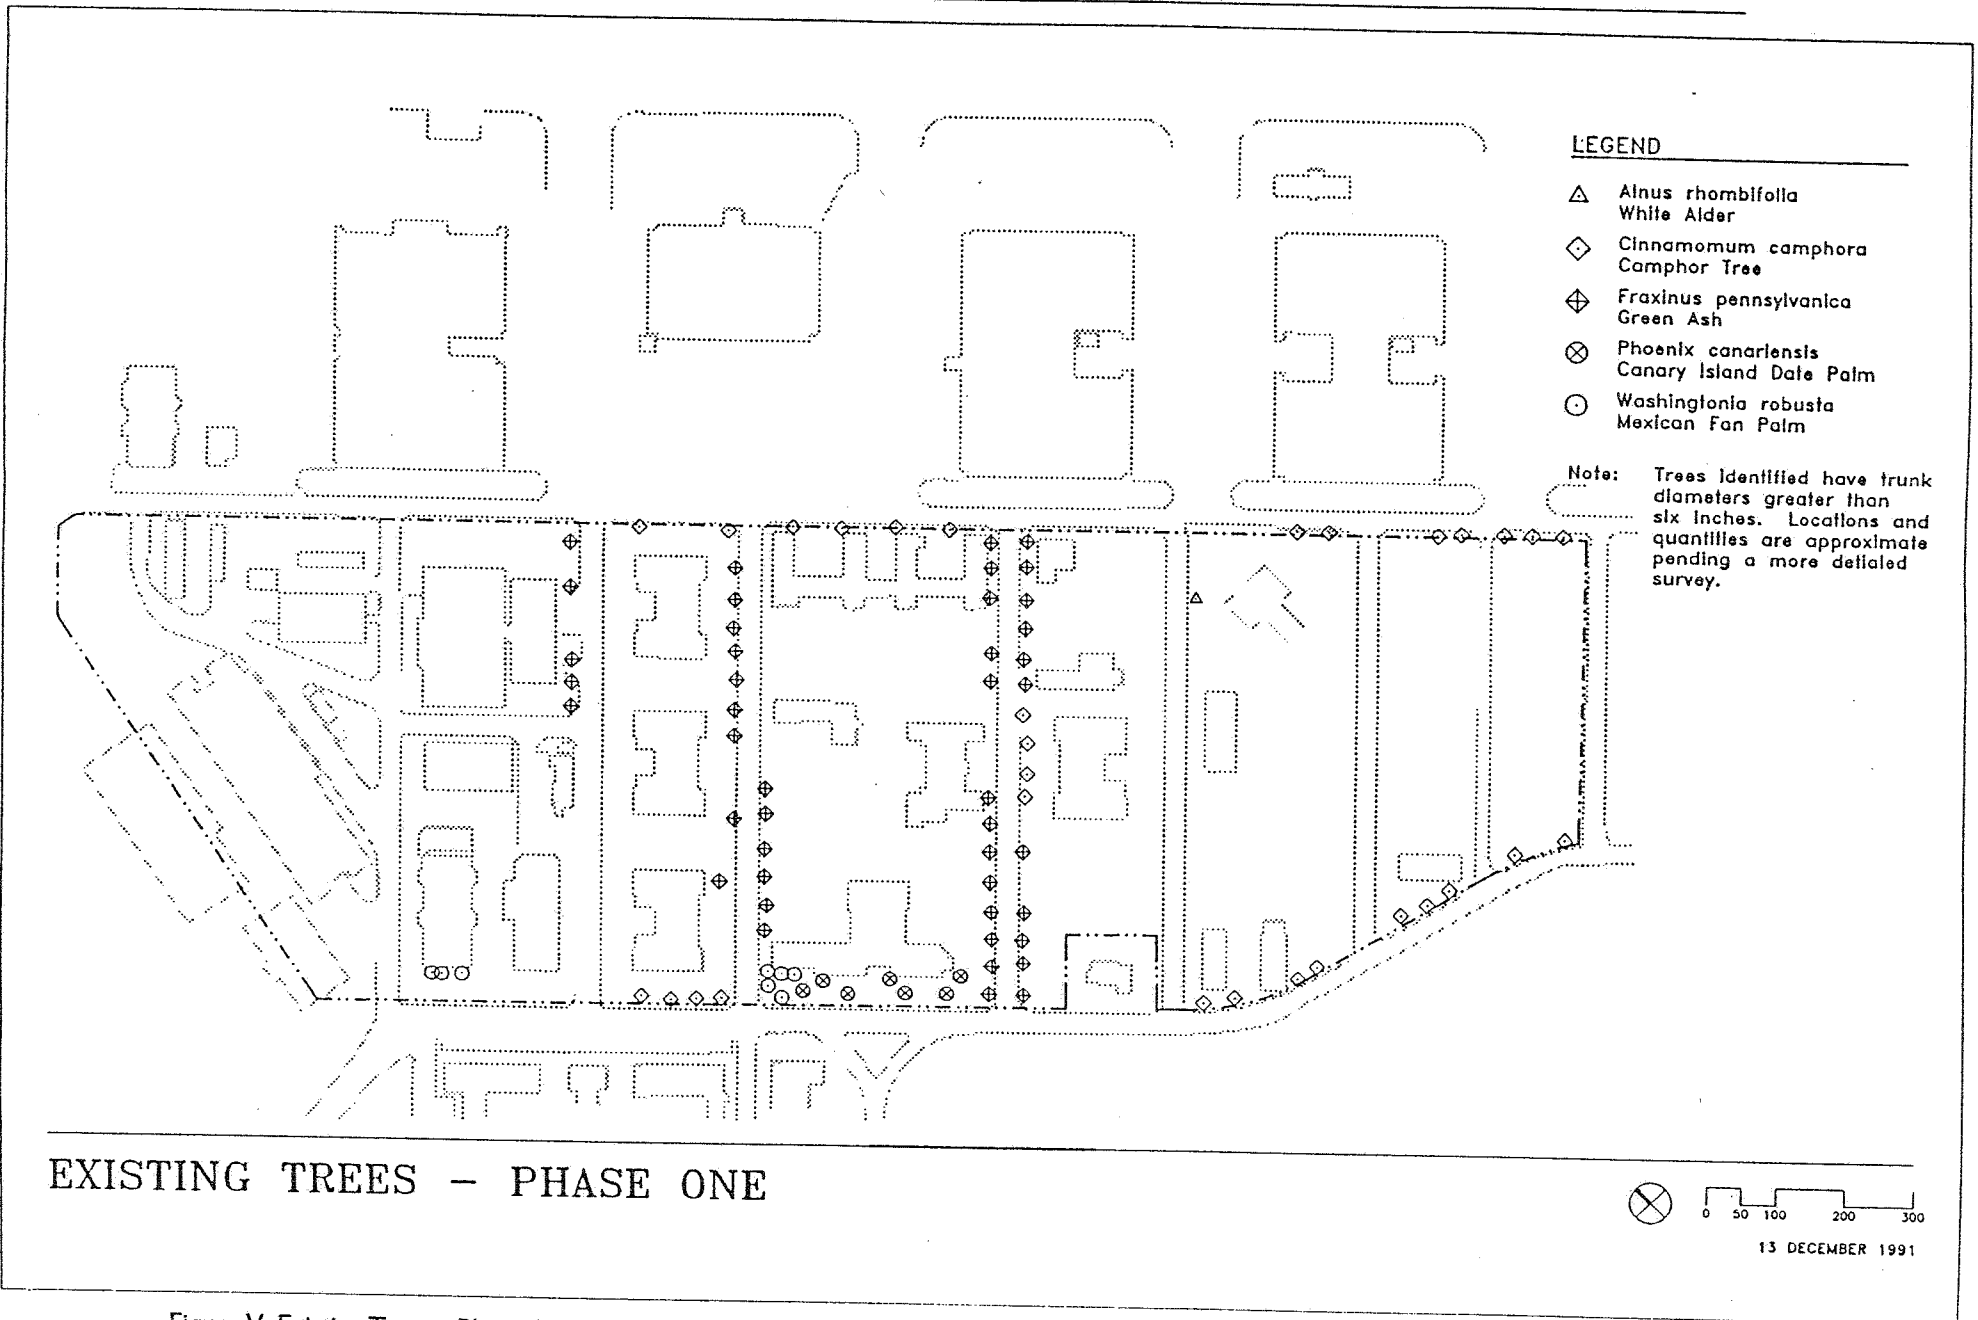 LEGEND
Alnus rhombifolia
White Alder
Cinnamomum camphora
Camphor Tree
Fraxinus pennsylvanica
Green Ash
Phoenix canariensis
Canary Island Date Palm
Washingtonia robusta
Mexican Fan Palm
Note: Trees identified have trunk
diameters greater than
six inches. Locations and
quantities are approximate
pending a more detialed
survey.
EXISTING TREES - PHASE ONE
0 50 100 200 300
13 DECEMBER 1991